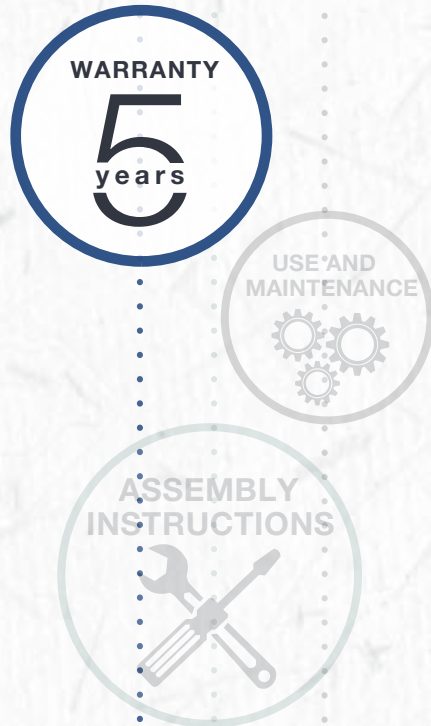 WARRANTY
5
years
USE AND
MAINTENANCE
ASSEMBLY
INSTRUCTIONS